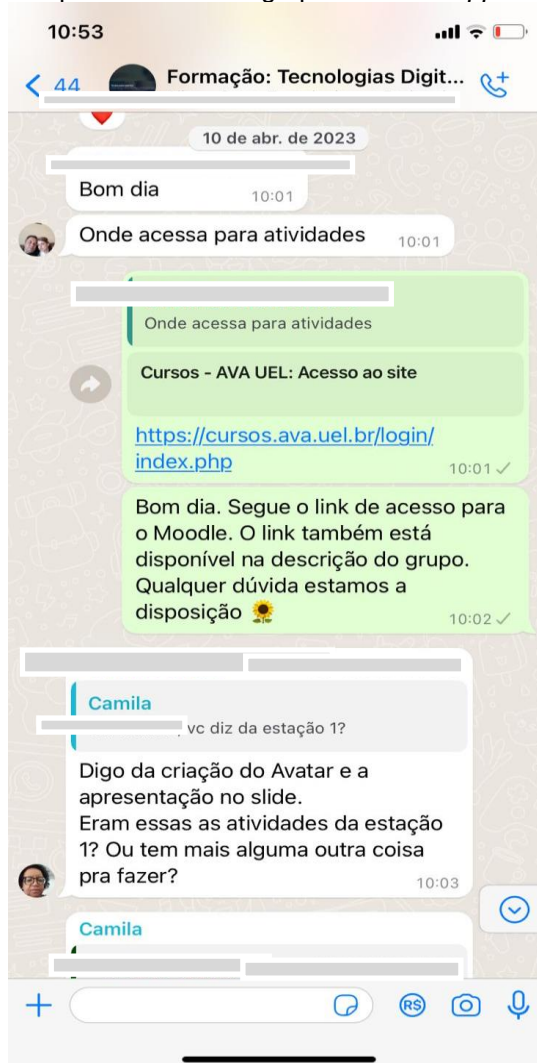 10:53
44
Formação: Tecnologias Digit...
10 de abr. de 2023
Bom dia
10:01
Onde acessa para atividades
10:01
Onde acessa para atividades
Cursos - AVA UEL: Acesso ao site
https://cursos.ava.uel.br/login/
index.php
10:01
Bom dia. Segue o link de acesso para
o Moodle. O link também está
disponível na descrição do grupo.
Qualquer dúvida estamos a
disposição 🌻
10:02
Camila
vc diz da estação 1?
Digo da criação do Avatar e a
apresentação no slide.
Eram essas as atividades da estação
1? Ou tem mais alguma outra coisa
pra fazer?
10:03
Camila
R$